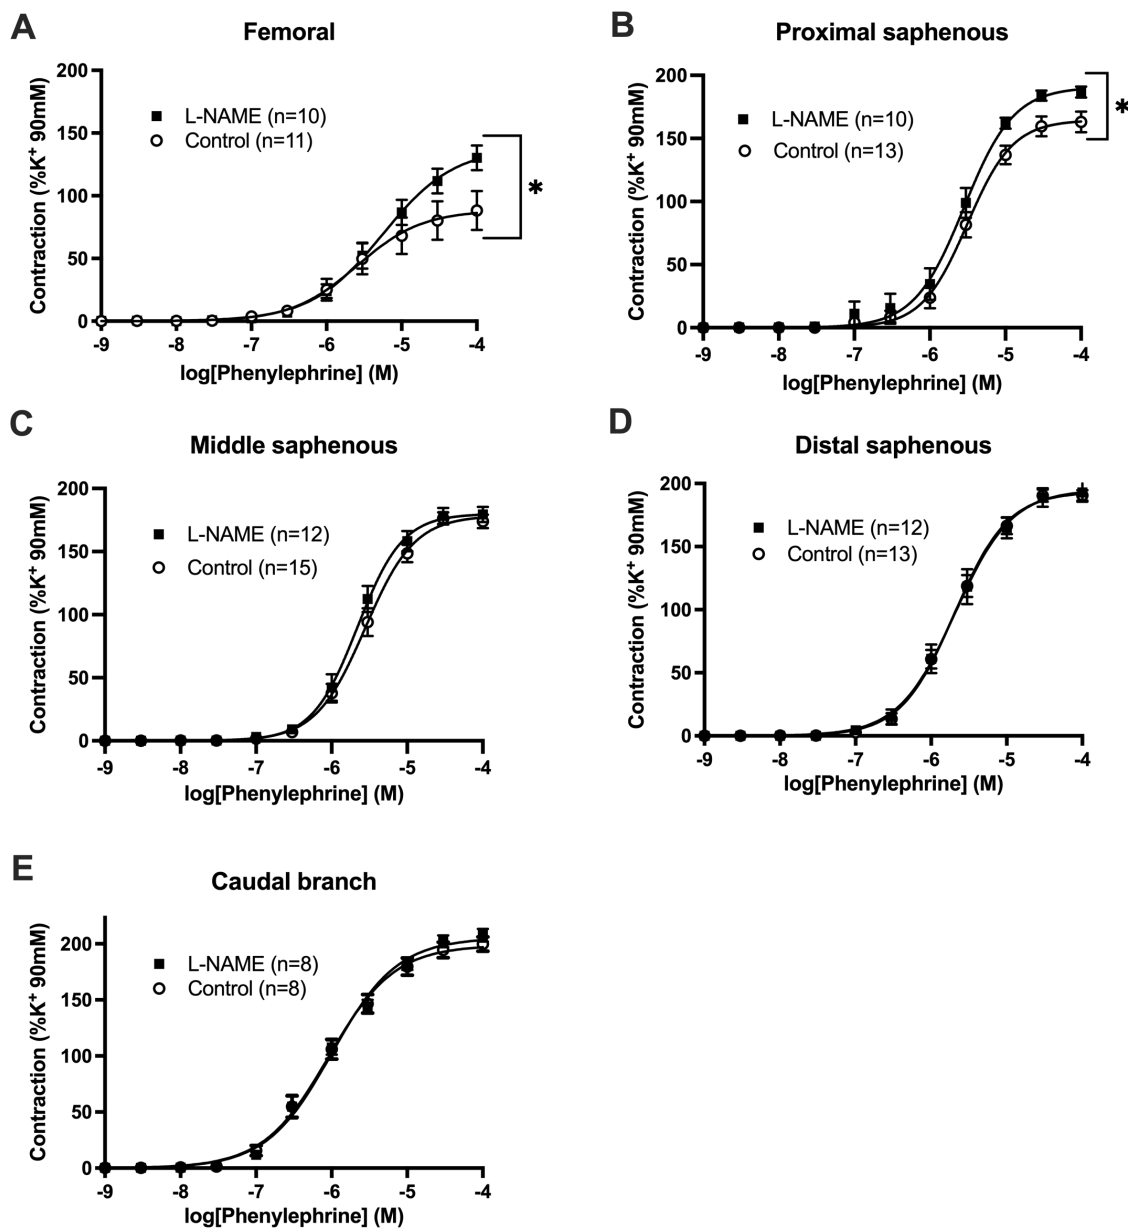 A
Femoral
Contraction (%K⁺ 90mM)
200
150
100
50
0
L-NAME (n=10)
Control (n=11)
*
-9 -8 -7 -6 -5 -4
log[Phenylephrine] (M)
B
Proximal saphenous
Contraction (%K⁺ 90mM)
200
150
100
50
0
L-NAME (n=10)
Control (n=13)
*
-9 -8 -7 -6 -5 -4
log[Phenylephrine] (M)
C
Middle saphenous
Contraction (%K⁺ 90mM)
200
150
100
50
0
L-NAME (n=12)
Control (n=15)
-9 -8 -7 -6 -5 -4
log[Phenylephrine] (M)
D
Distal saphenous
Contraction (%K⁺ 90mM)
200
150
100
50
0
L-NAME (n=12)
Control (n=13)
-9 -8 -7 -6 -5 -4
log[Phenylephrine] (M)
E
Caudal branch
Contraction (%K⁺ 90mM)
200
150
100
50
0
L-NAME (n=8)
Control (n=8)
-9 -8 -7 -6 -5 -4
log[Phenylephrine] (M)